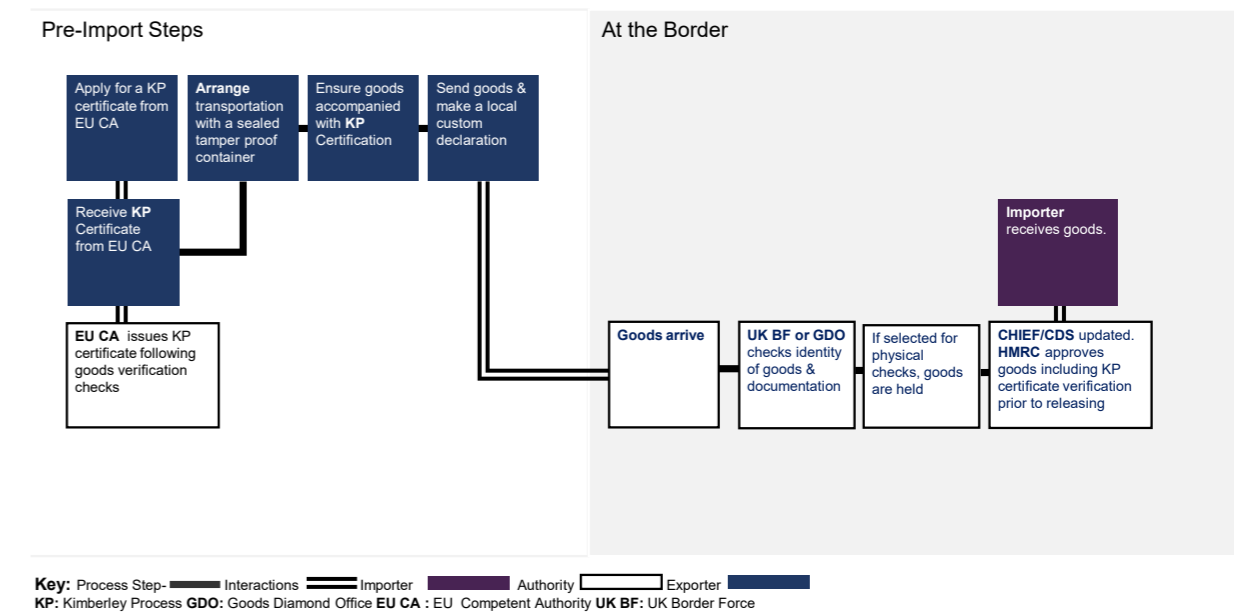 Pre-Import Steps
At the Border
Apply for a KP
certificate from
EU CA
Arrange
transportation
with a sealed
tamper proof
container
Ensure goods
accompanied
with KP
Certification
Send goods &
make a local
custom
declaration
Receive KP
Certificate
from EU CA
EU CA issues KP
certificate following
goods verification
checks
Goods arrive
UK BF or GDO
checks identity
of goods &
documentation
If selected for
physical
checks, goods
are held
CHIEF/CDS updated.
HMRC approves
goods including KP
certificate verification
prior to releasing
Importer
receives goods.
Key: Process Step- Interactions Importer Authority Exporter
KP: Kimberley Process GDO: Goods Diamond Office EU CA : EU Competent Authority UK BF: UK Border Force